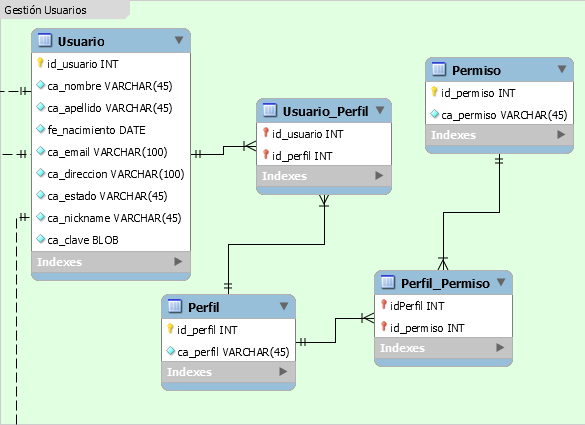 Gestión Usuarios
Usuario
id_usuario INT
ca_nombre VARCHAR(45)
ca_apellido VARCHAR(45)
fe_nacimiento DATE
ca_email VARCHAR(100)
ca_direccion VARCHAR(100)
ca_estado VARCHAR(45)
ca_nickname VARCHAR(45)
ca_clave BLOB
Indexes
Usuario_Perfil
id_usuario INT
id_perfil INT
Indexes
Permiso
id_permiso INT
ca_permiso VARCHAR(45)
Indexes
Perfil
id_perfil INT
ca_perfil VARCHAR(45)
Indexes
Perfil_Permiso
idPerfil INT
id_permiso INT
Indexes